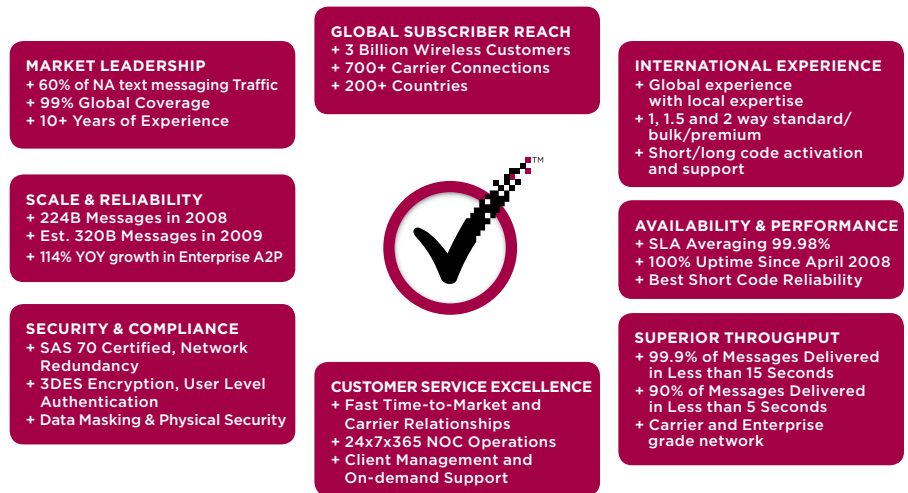 MARKET LEADERSHIP
+ 60% of NA text messaging Traffic
+ 99% Global Coverage
+ 10+ Years of Experience
SCALE & RELIABILITY
+ 224B Messages in 2008
+ Est. 320B Messages in 2009
+ 114% YOY growth in Enterprise A2P
SECURITY & COMPLIANCE
+ SAS 70 Certified, Network
Redundancy
+ 3DES Encryption, User Level
Authentication
+ Data Masking & Physical Security
GLOBAL SUBSCRIBER REACH
+ 3 Billion Wireless Customers
+ 700+ Carrier Connections
+ 200+ Countries
TM
CUSTOMER SERVICE EXCELLENCE
+ Fast Time-to-Market and
Carrier Relationships
+ 24x7x365 NOC Operations
+ Client Management and
On-demand Support
INTERNATIONAL EXPERIENCE
+ Global experience
with local expertise
+ 1, 1.5 and 2 way standard/
bulk/premium
+ Short/long code activation
and support
AVAILABILITY & PERFORMANCE
+ SLA Averaging 99.98%
+ 100% Uptime Since April 2008
+ Best Short Code Reliability
SUPERIOR THROUGHPUT
+ 99.9% of Messages Delivered
in Less than 15 Seconds
+ 90% of Messages Delivered
in Less than 5 Seconds
+ Carrier and Enterprise
grade network